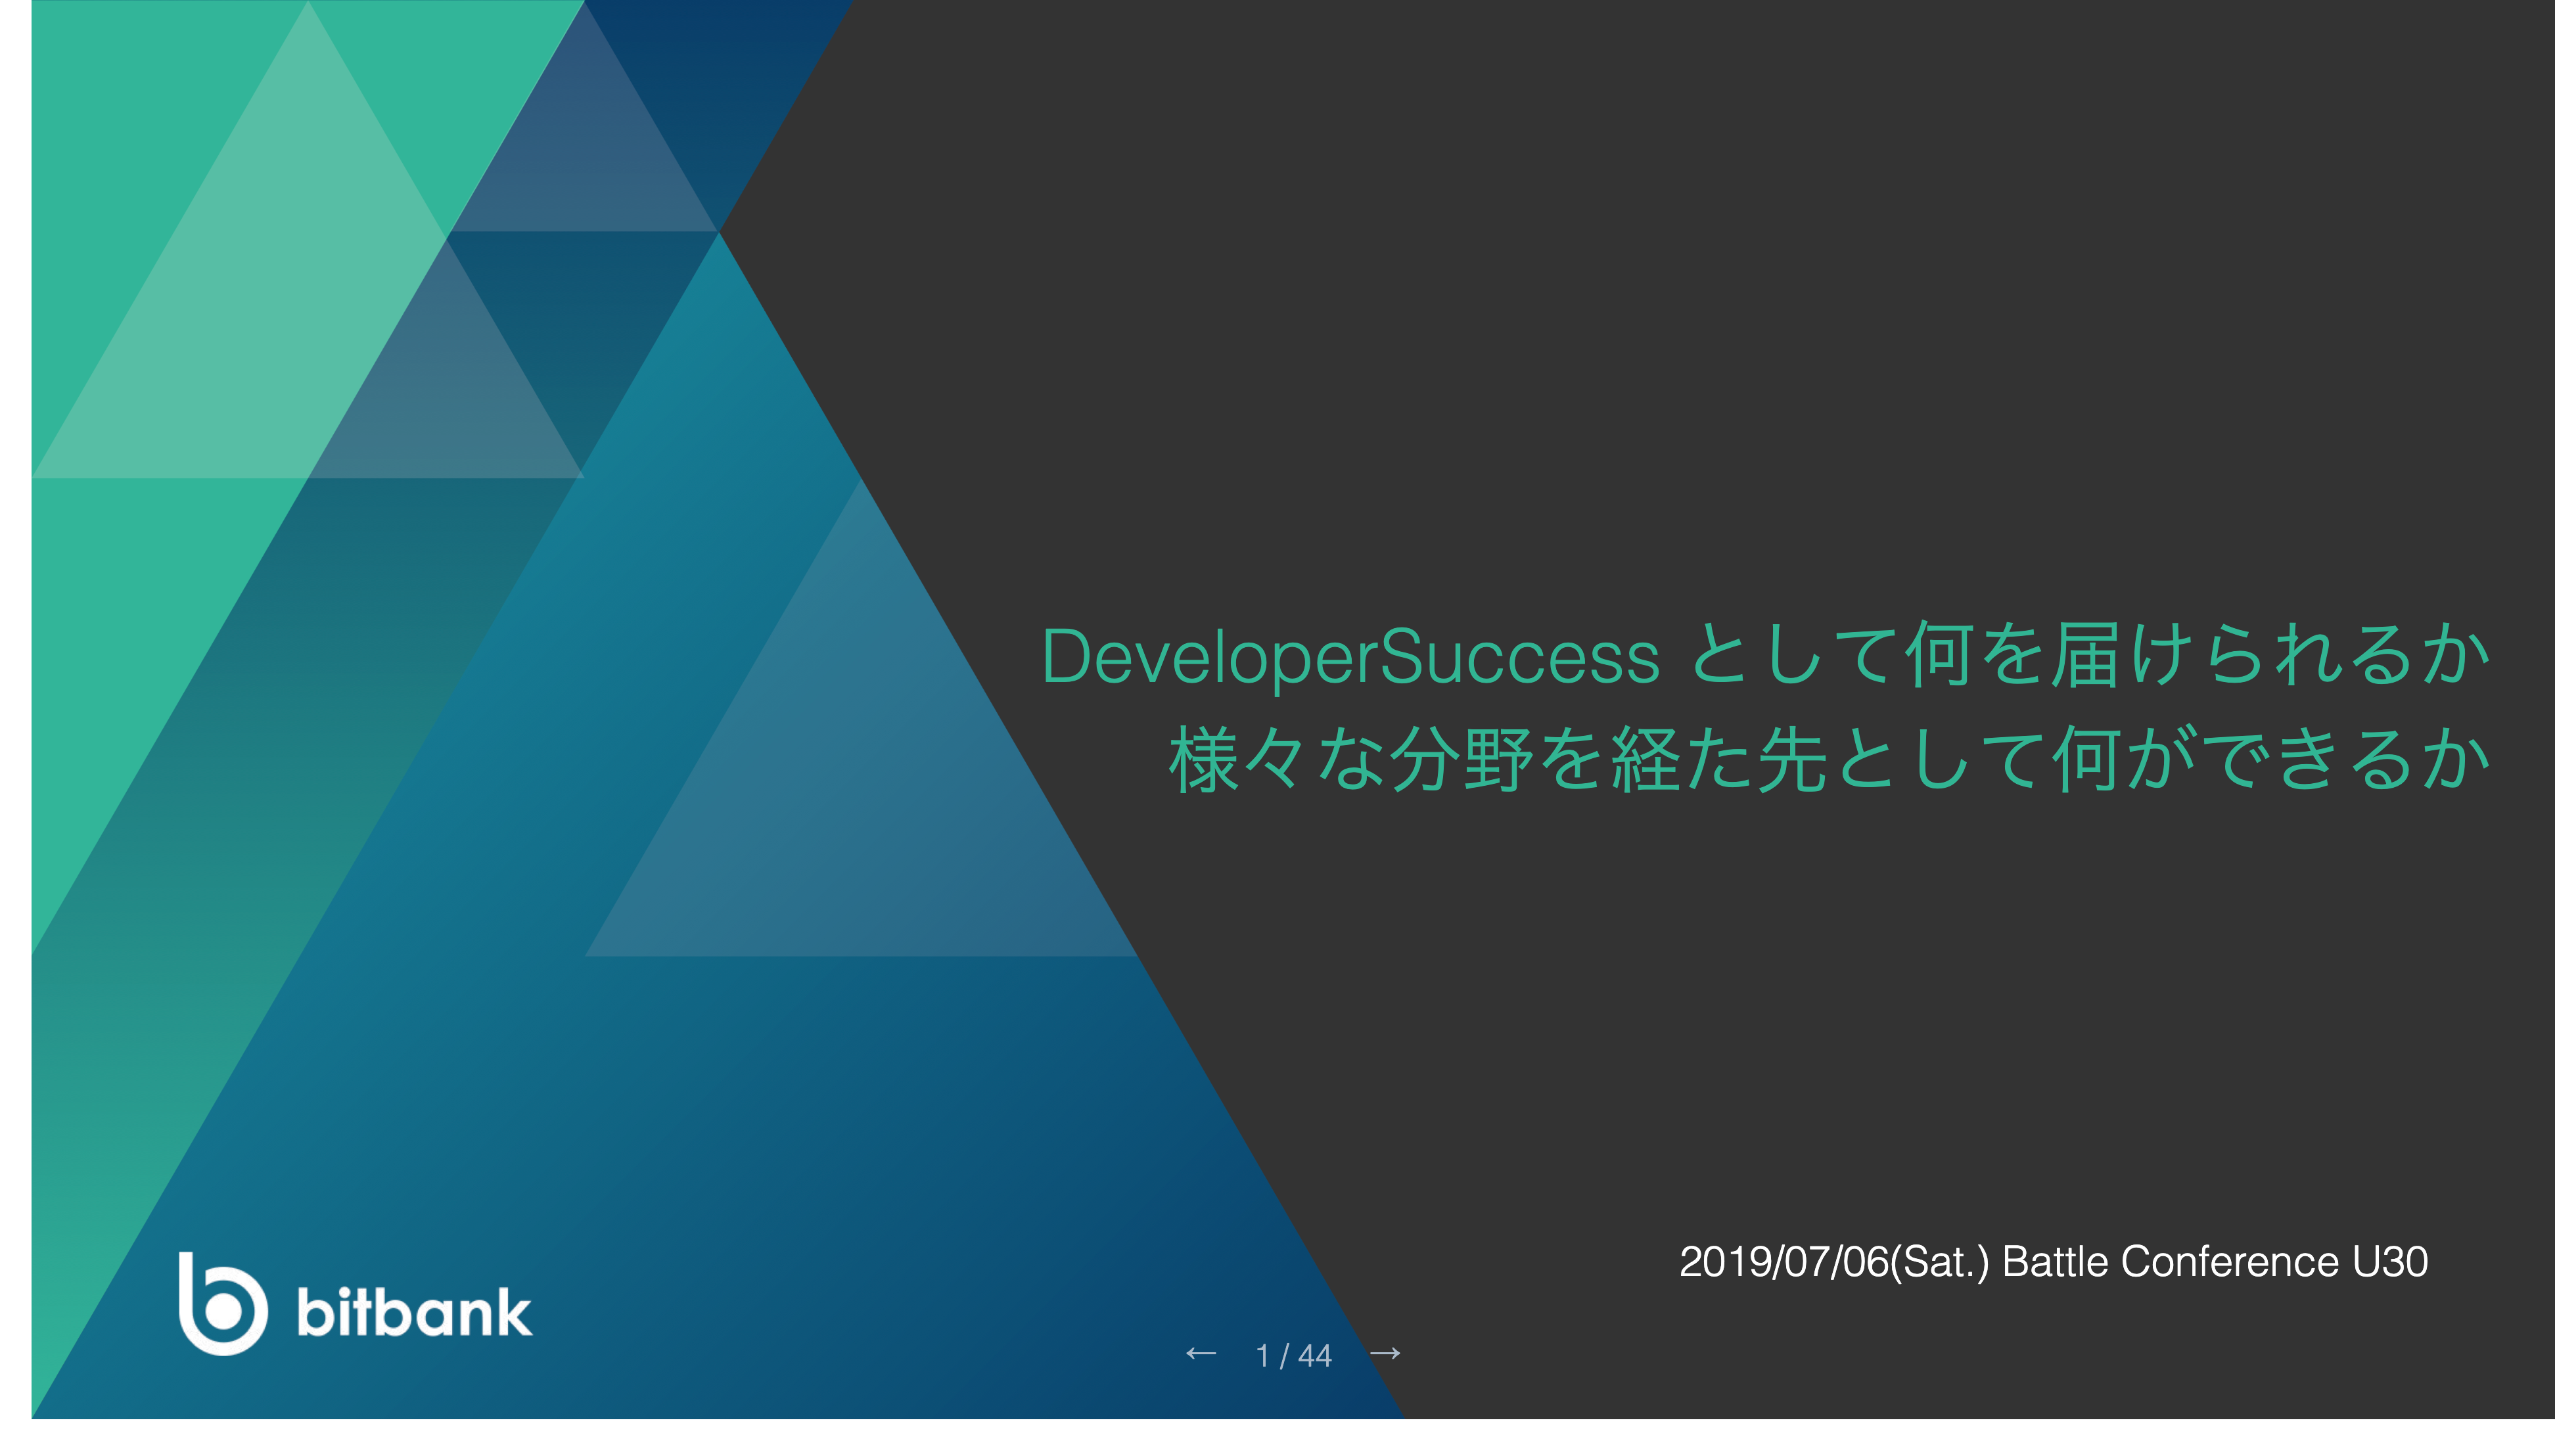 DeveloperSuccess として何を届けられるか
様々な分野を経た先として何ができるか
2019/07/06(Sat.) Battle Conference U30
bitbank
← 1 / 44 →